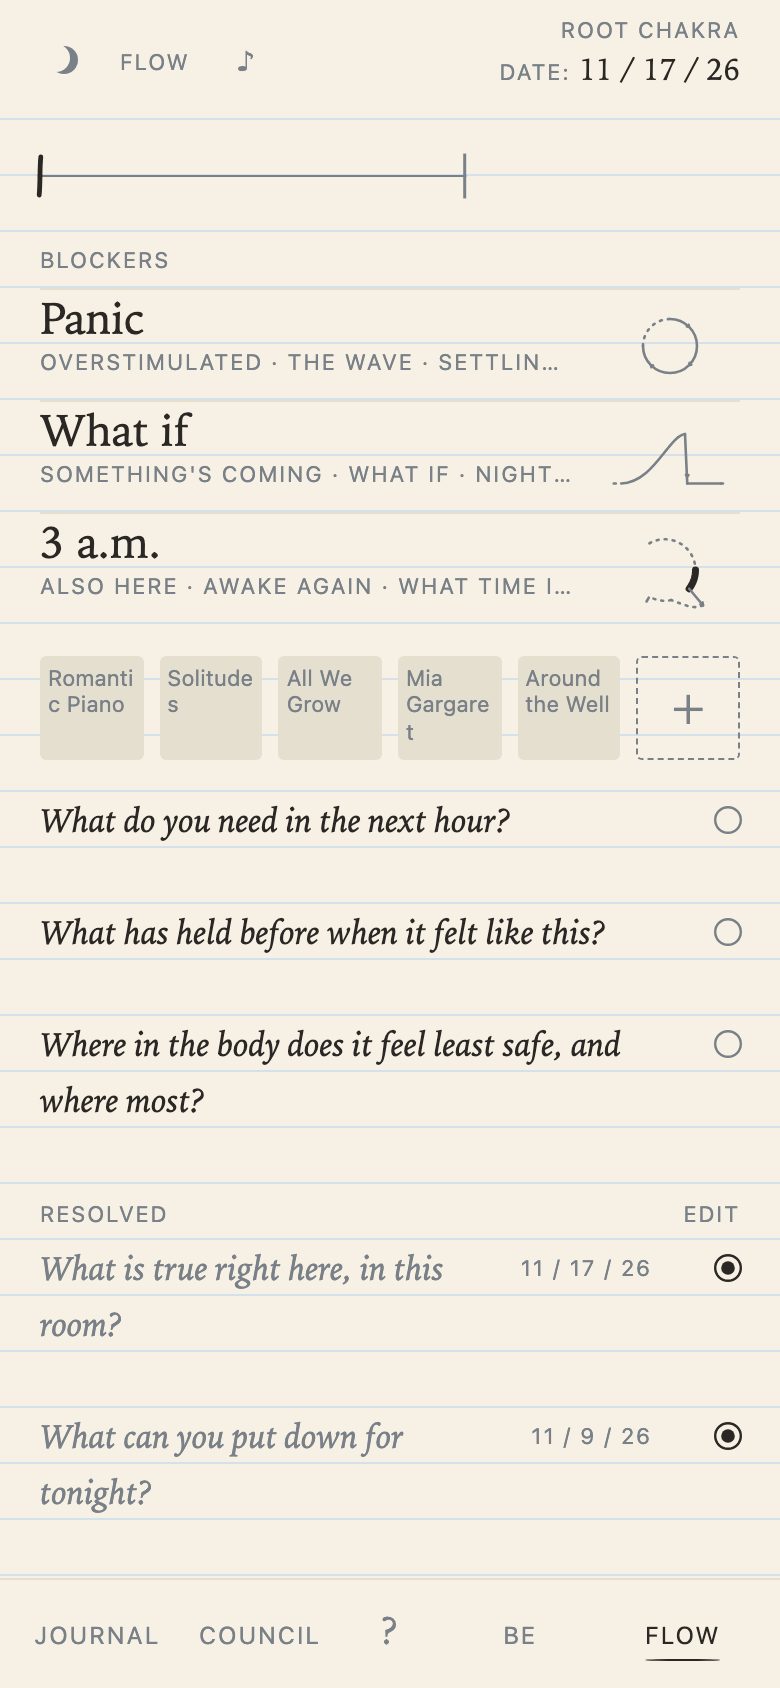 FLOW ♪
ROOT CHAKRA
DATE: 11 / 17 / 26
BLOCKERS
Panic
OVERSTIMULATED · THE WAVE · SETTLIN…
What if
SOMETHING'S COMING · WHAT IF · NIGHT…
3 a.m.
ALSO HERE · AWAKE AGAIN · WHAT TIME I…
Romanti
c Piano
Solitude
s
All We
Grow
Mia
Gargare
t
Around
the Well
+
What do you need in the next hour?
What has held before when it felt like this?
Where in the body does it feel least safe, and
where most?
RESOLVED EDIT
What is true right here, in this 11 / 17 / 26
room?
What can you put down for 11 / 9 / 26
tonight?
JOURNAL COUNCIL ? BE FLOW